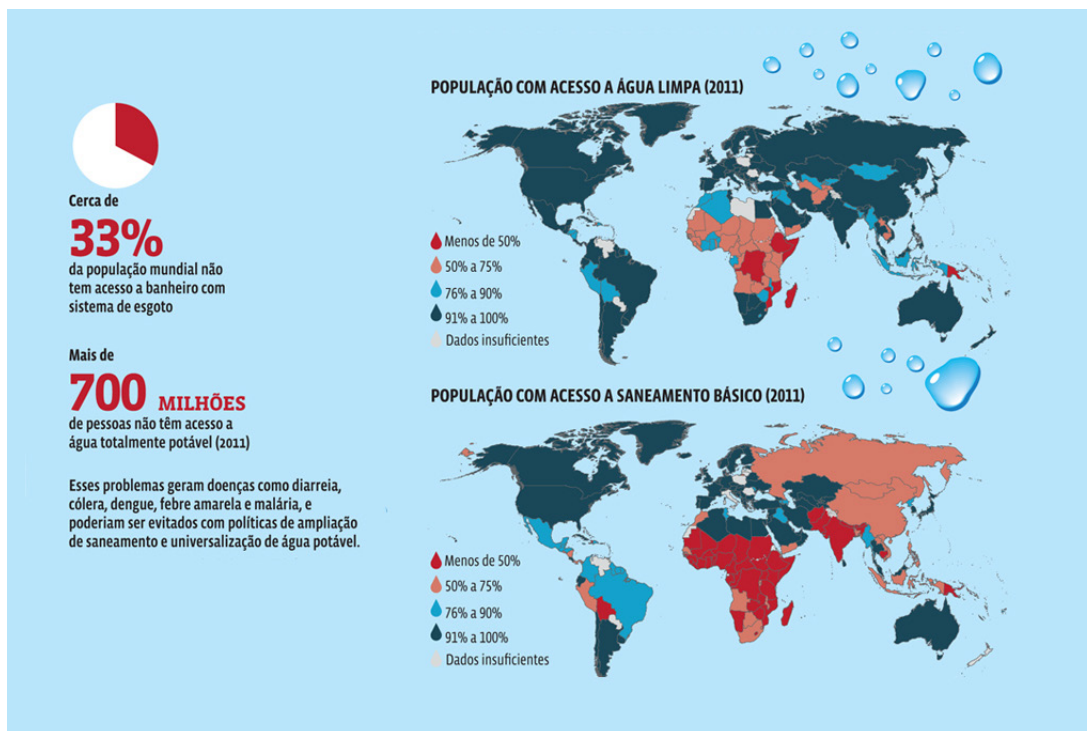 Cerca de
33%
da população mundial não
tem acesso a banheiro com
sistema de esgoto
Mais de
700 MILHÕES
de pessoas não têm acesso a
água totalmente potável (2011)
Esses problemas geram doenças como diarreia,
cólera, dengue, febre amarela e malária, e
poderiam ser evitados com políticas de ampliação
de saneamento e universalização de água potável.
POPULAÇÃO COM ACESSO A ÁGUA LIMPA (2011)
Menos de 50%
50% a 75%
76% a 90%
91% a 100%
Dados insuficientes
POPULAÇÃO COM ACESSO A SANEAMENTO BÁSICO (2011)
Menos de 50%
50% a 75%
76% a 90%
91% a 100%
Dados insuficientes